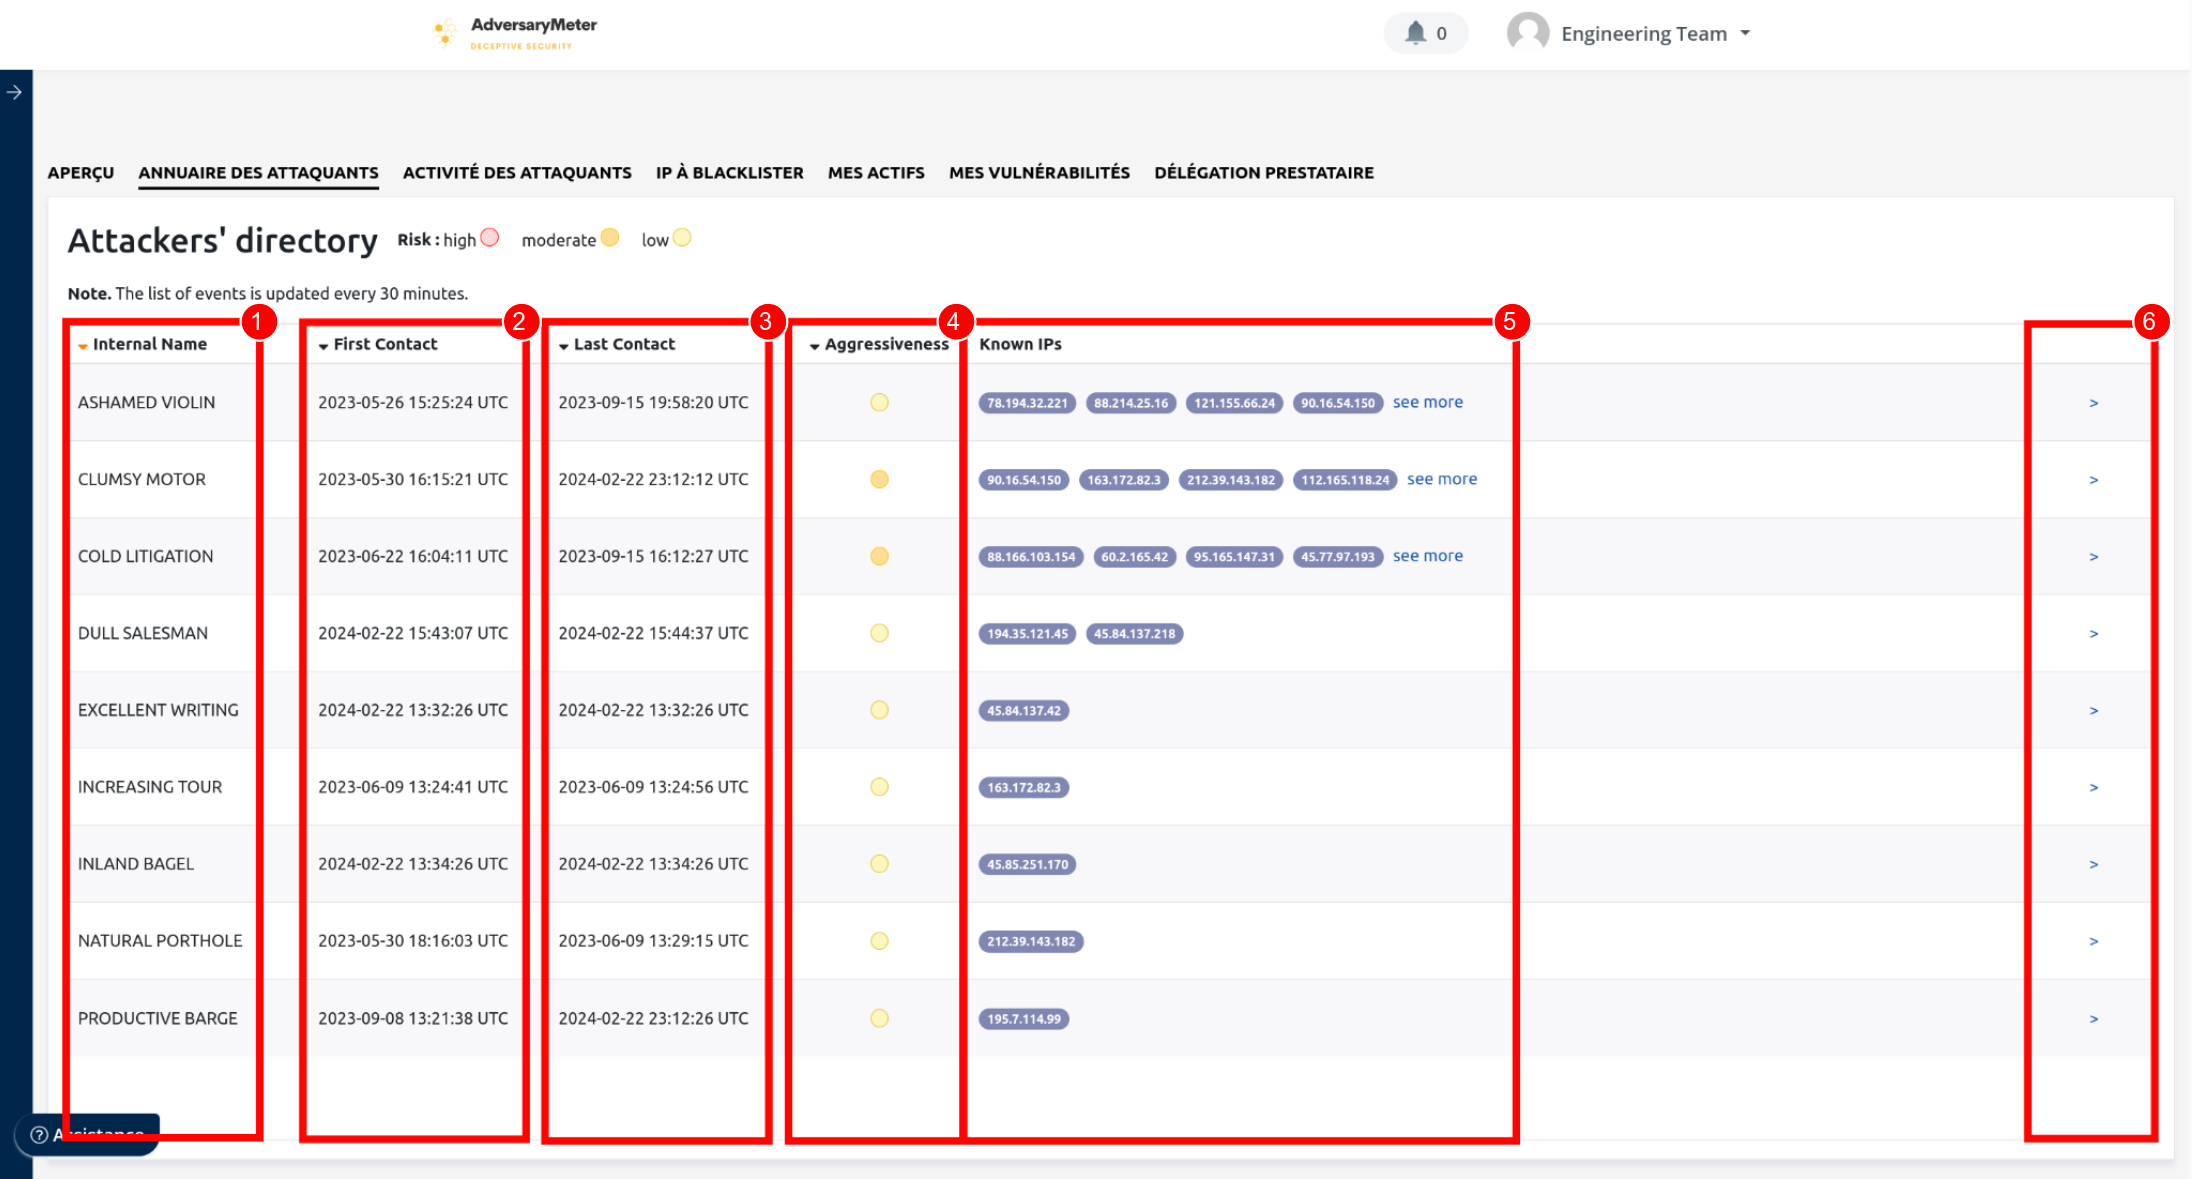 AdversaryMeter
DECEPTIVE SECURITY
0
Engineering Team
APERÇU ANNUAIRE DES ATTAQUANTS ACTIVITÉ DES ATTAQUANTS IP À BLACKLISTER MES ACTIFS MES VULNÉRABILITÉS DÉLÉGATION PRESTATAIRE
Attackers' directory Risk : high moderate low
Note. The list of events is updated every 30 minutes.
1 2 3 4 5 6
Internal Name First Contact Last Contact Aggressiveness Known IPs
ASHAMED VIOLIN 2023-05-26 15:25:24 UTC 2023-09-15 19:58:20 UTC 78.194.32.221 88.214.25.16 121.155.66.24 90.16.54.150 see more >
CLUMSY MOTOR 2023-05-30 16:15:21 UTC 2024-02-22 23:12:12 UTC 90.16.54.150 163.172.82.3 212.39.143.182 112.165.118.24 see more >
COLD LITIGATION 2023-06-22 16:04:11 UTC 2023-09-15 16:12:27 UTC 88.166.103.154 60.2.165.42 95.165.147.31 45.77.97.193 see more >
DULL SALESMAN 2024-02-22 15:43:07 UTC 2024-02-22 15:44:37 UTC 194.35.121.45 45.84.137.218 >
EXCELLENT WRITING 2024-02-22 13:32:26 UTC 2024-02-22 13:32:26 UTC 45.84.137.42 >
INCREASING TOUR 2023-06-09 13:24:41 UTC 2023-06-09 13:24:56 UTC 163.172.82.3 >
INLAND BAGEL 2024-02-22 13:34:26 UTC 2024-02-22 13:34:26 UTC 45.85.251.170 >
NATURAL PORTHOLE 2023-05-30 18:16:03 UTC 2023-06-09 13:29:15 UTC 212.39.143.182 >
PRODUCTIVE BARGE 2023-09-08 13:21:38 UTC 2024-02-22 23:12:26 UTC 195.7.114.99 >
Assistance